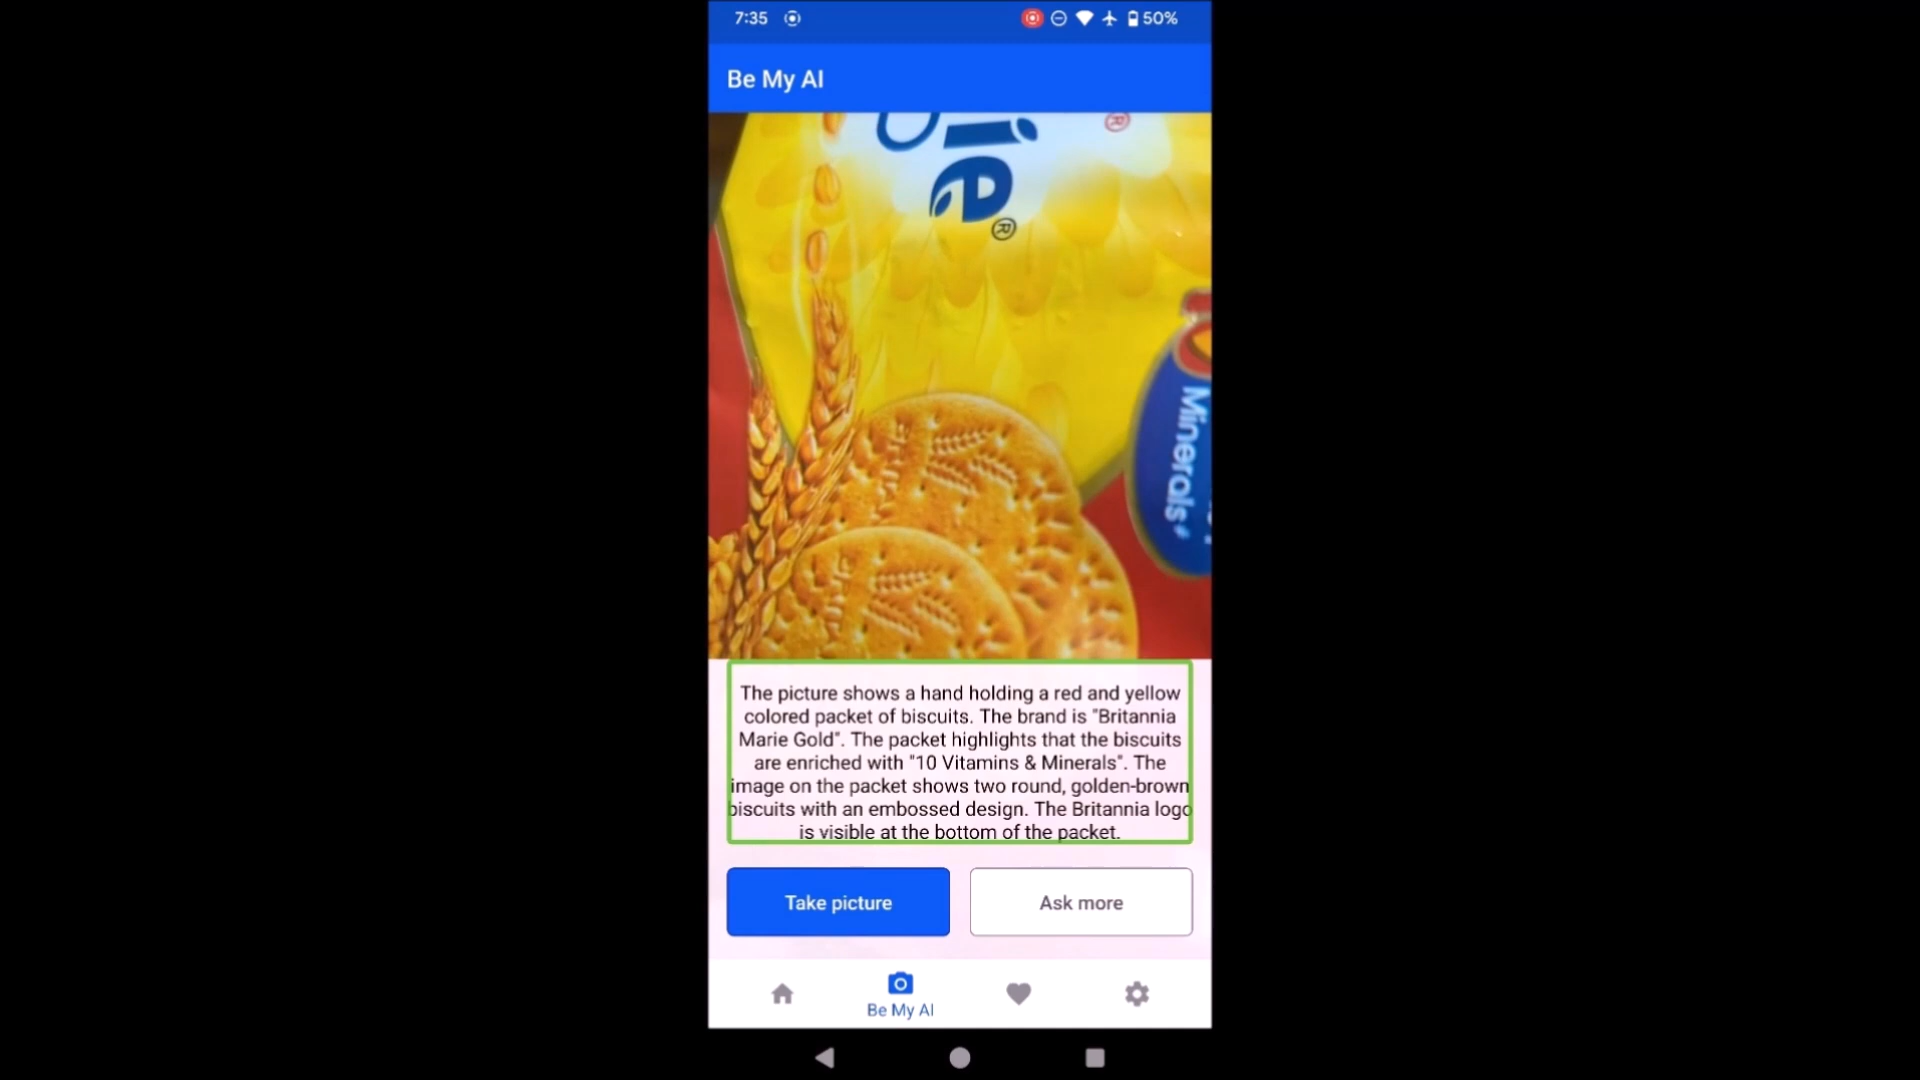 7:35
50%
Be My AI
ie®
®
10
Minerals
The picture shows a hand holding a red and yellow
colored packet of biscuits. The brand is "Britannia
Marie Gold". The packet highlights that the biscuits
are enriched with "10 Vitamins & Minerals". The
image on the packet shows two round, golden-brown
biscuits with an embossed design. The Britannia logo
is visible at the bottom of the packet.
Take picture
Ask more
Be My AI